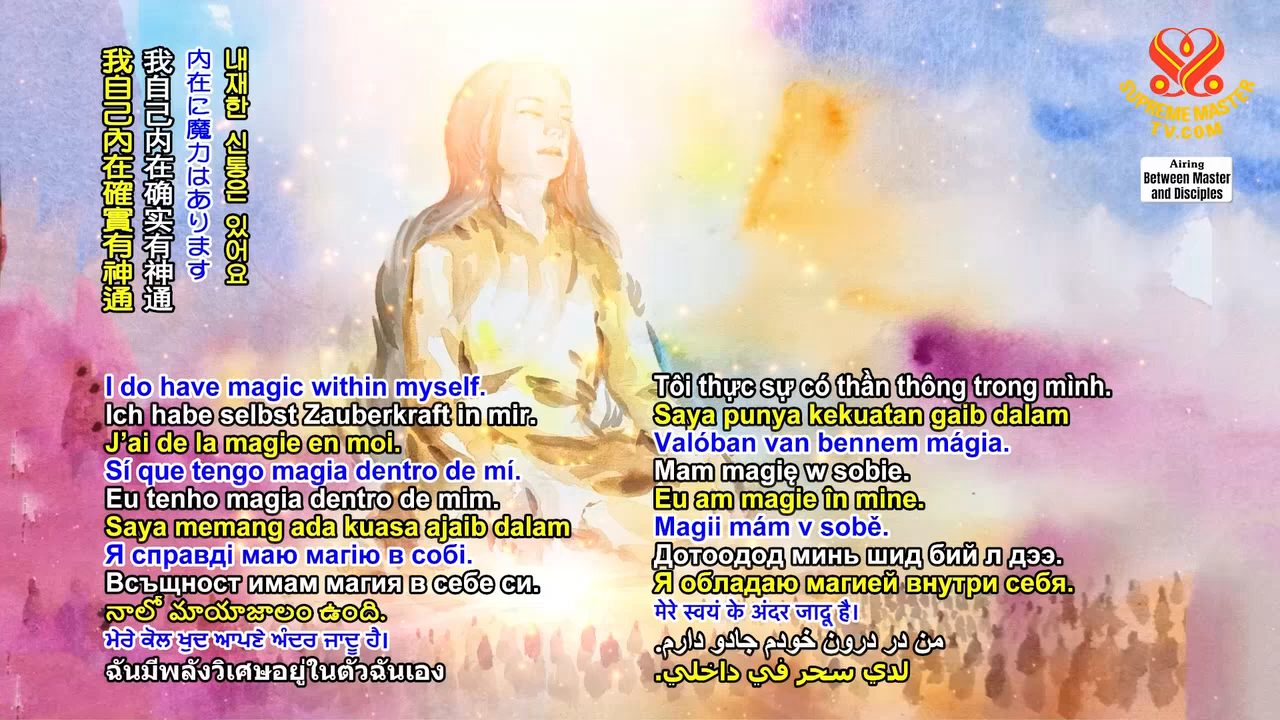 我自己內在確實有神通
我自己内在确实有神通
内在に魔力はあります
내재한 신통은 있어요
SUPREME MASTER
TV.COM
Airing
Between Master
and Disciples
I do have magic within myself.
Ich habe selbst Zauberkraft in mir.
J’ai de la magie en moi.
Sí que tengo magia dentro de mí.
Eu tenho magia dentro de mim.
Saya memang ada kuasa ajaib dalam
Я справді маю магію в собі.
Всъщност имам магия в себе си.
నాలో మాయాజాలం ఉంది.
ਮੇਰੇ ਕੋਲ ਖੁਦ ਆਪਣੇ ਅੰਦਰ ਜਾਦੂ ਹੈ।
ฉันมีพลังวิเศษอยู่ในตัวฉันเอง
Tôi thực sự có thần thông trong mình.
Saya punya kekuatan gaib dalam
Valóban van bennem mágia.
Mam magię w sobie.
Eu am magie în mine.
Magii mám v sobě.
Дотоодод минь шид бий л дээ.
Я обладаю магией внутри себя.
मेरे स्वयं के अंदर जादू है।
من در درون خودم جادو دارم.
لدي سحر في داخلي.